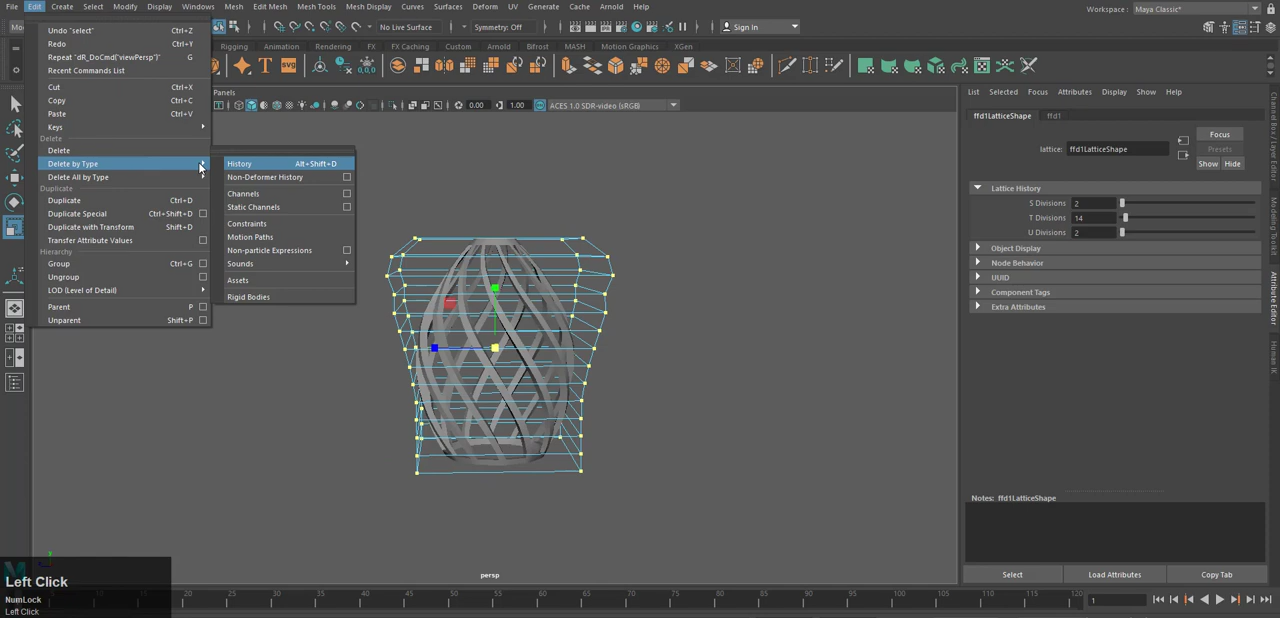 File Edit Create Select Modify Display Windows Mesh Edit Mesh Mesh Tools Mesh Display Curves Surfaces Deform UV Generate Cache Arnold Help
Workspace : Maya Classic*
No Live Surface
Symmetry: Off
Sign In
Rigging Animation Rendering FX FX Caching Custom Arnold Bifrost MASH Motion Graphics XGen
Panels
0.00
1.00
ACES 1.0 SDR-video (sRGB)
Undo "select" Ctrl+Z
Redo Ctrl+Y
Repeat "dR_DoCmd("viewPersp")" G
Recent Commands List
Cut Ctrl+X
Copy Ctrl+C
Paste Ctrl+V
Keys
Delete
Delete
Delete by Type
Delete All by Type
Duplicate
Duplicate Ctrl+D
Duplicate Special Ctrl+Shift+D
Duplicate with Transform Shift+D
Transfer Attribute Values
Hierarchy
Group Ctrl+G
Ungroup
LOD (Level of Detail)
Parent P
Unparent Shift+P
History Alt+Shift+D
Non-Deformer History
Channels
Static Channels
Constraints
Motion Paths
Non-particle Expressions
Sounds
Assets
Rigid Bodies
List Selected Focus Attributes Display Show Help
ffd1LatticeShape ffd1
lattice: ffd1LatticeShape
Focus
Presets
Show Hide
Lattice History
S Divisions 2
T Divisions 14
U Divisions 2
Object Display
Node Behavior
UUID
Component Tags
Extra Attributes
Notes: ffd1LatticeShape
Select Load Attributes Copy Tab
Channel Box / Layer Editor
Modeling Toolkit
Attribute Editor
Human IK
persp
Left Click
NumLock
Left Click
20 25 30 35 40 45 50 55 60 65 70 75 80 85 90 95 100 105 110 115 120
1